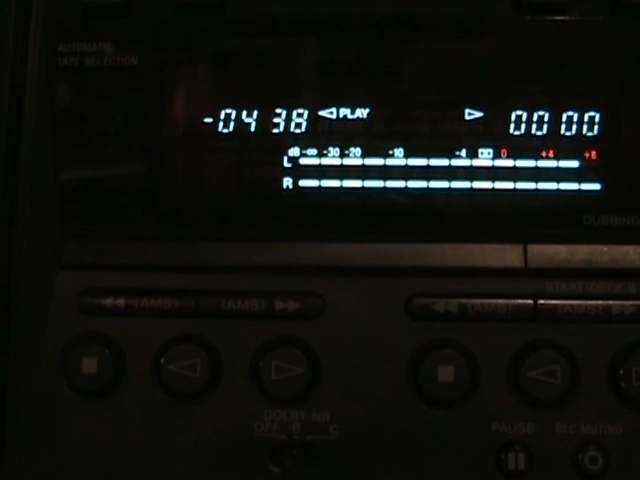 AUTOMATIC
TAPE SELECTION
-04 38 PLAY 00 00
dB -∞ -30 -20 -10 -4 0 +4 +8
L
R
DUBBING
START(DECK B
(AMS) (AMS) (AMS) (AMS)
DOLBY NR
OFF B C
PAUSE REC MUTING